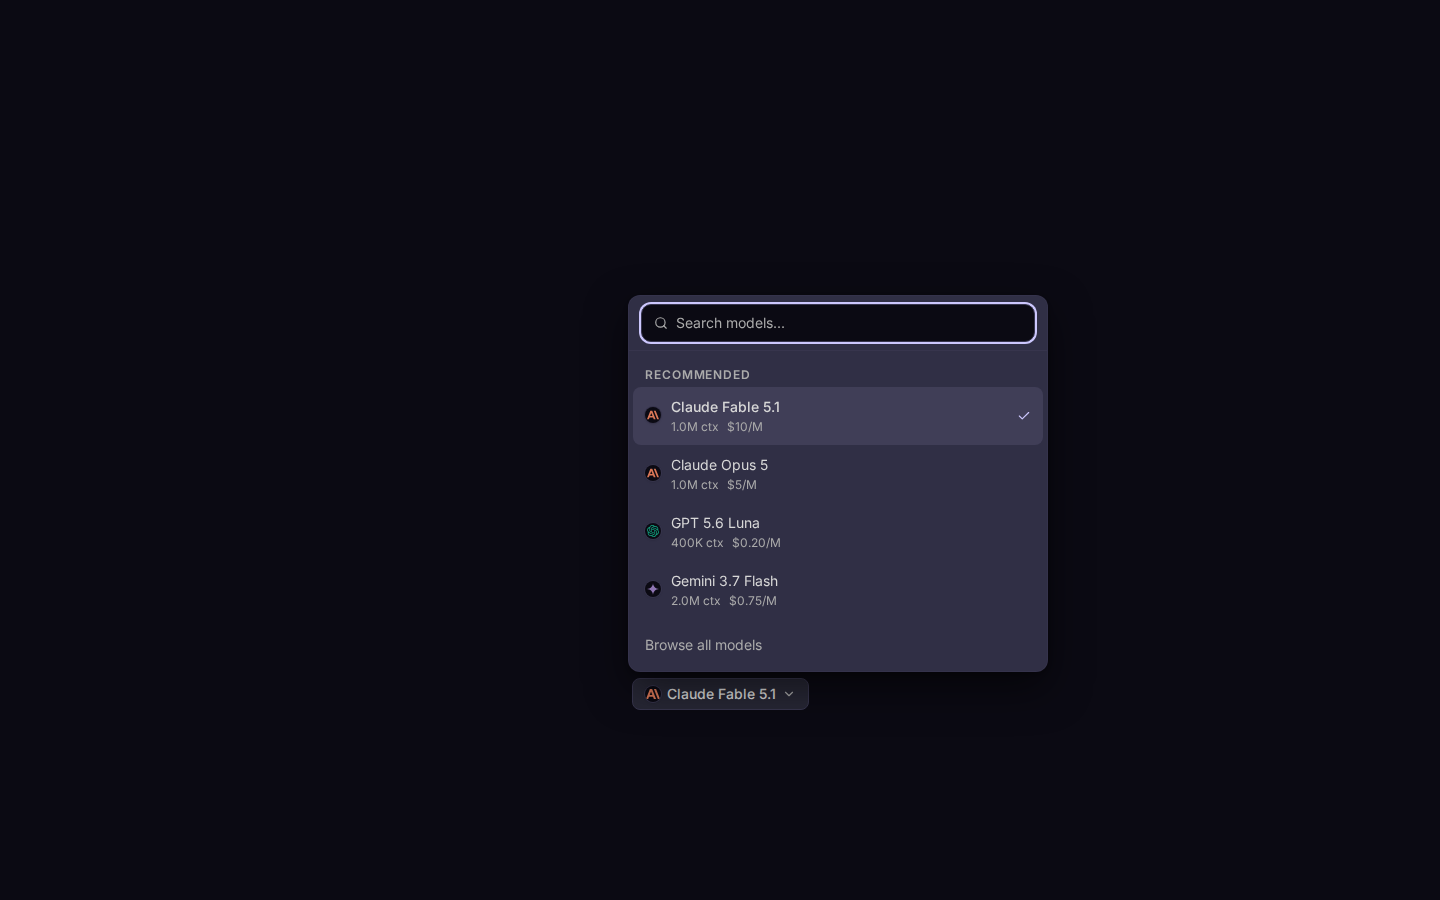 Search models...
RECOMMENDED
Claude Fable 5.1
1.0M ctx $10/M
Claude Opus 5
1.0M ctx $5/M
GPT 5.6 Luna
400K ctx $0.20/M
Gemini 3.7 Flash
2.0M ctx $0.75/M
Browse all models
Claude Fable 5.1